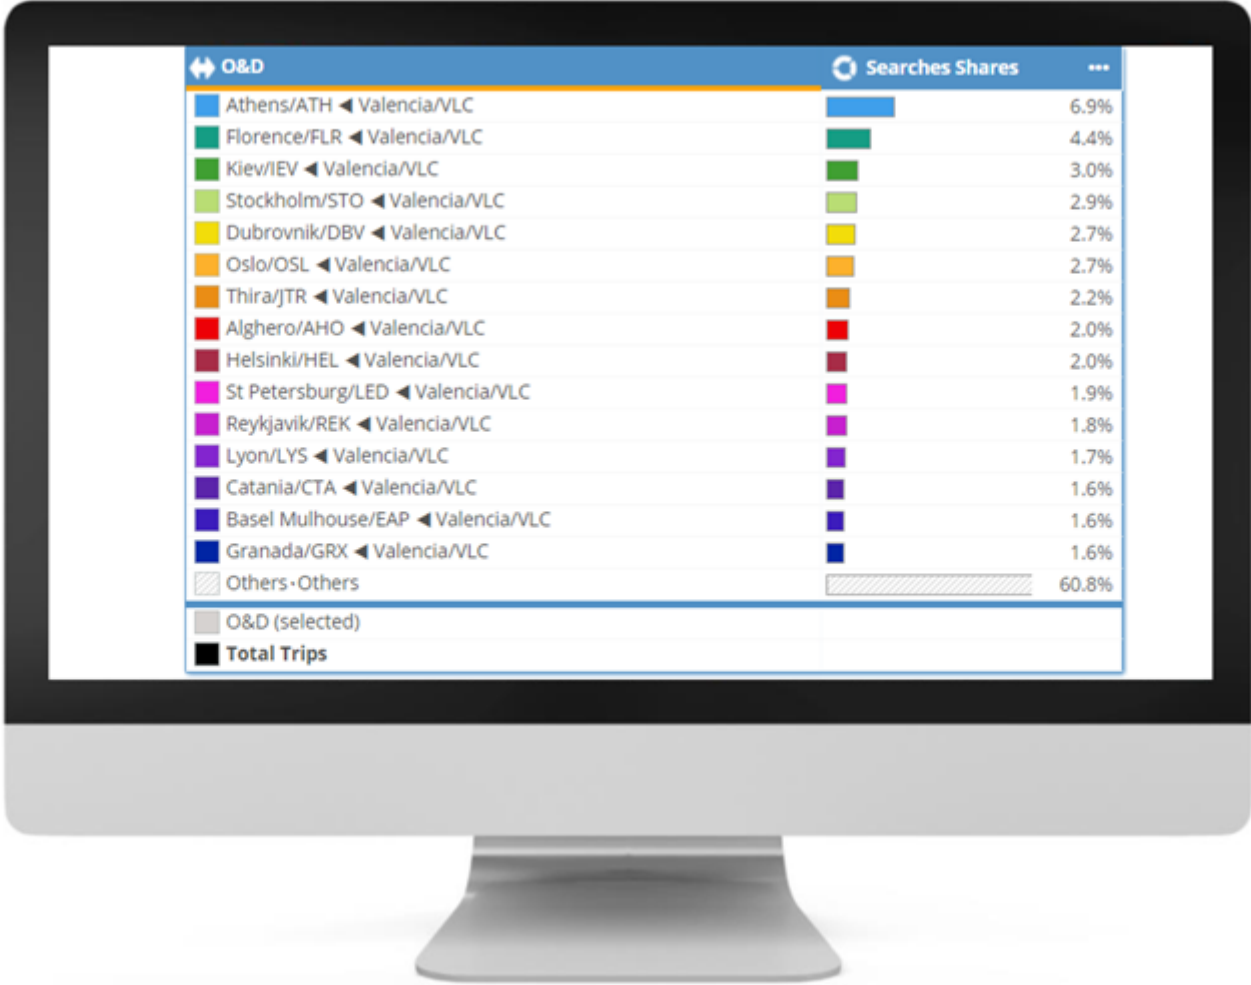 O&D Searches Shares •••
Athens/ATH ◀ Valencia/VLC 6.9%
Florence/FLR ◀ Valencia/VLC 4.4%
Kiev/IEV ◀ Valencia/VLC 3.0%
Stockholm/STO ◀ Valencia/VLC 2.9%
Dubrovnik/DBV ◀ Valencia/VLC 2.7%
Oslo/OSL ◀ Valencia/VLC 2.7%
Thira/JTR ◀ Valencia/VLC 2.2%
Alghero/AHO ◀ Valencia/VLC 2.0%
Helsinki/HEL ◀ Valencia/VLC 2.0%
St Petersburg/LED ◀ Valencia/VLC 1.9%
Reykjavik/REK ◀ Valencia/VLC 1.8%
Lyon/LYS ◀ Valencia/VLC 1.7%
Catania/CTA ◀ Valencia/VLC 1.6%
Basel Mulhouse/EAP ◀ Valencia/VLC 1.6%
Granada/GRX ◀ Valencia/VLC 1.6%
Others・Others 60.8%
O&D (selected)
Total Trips